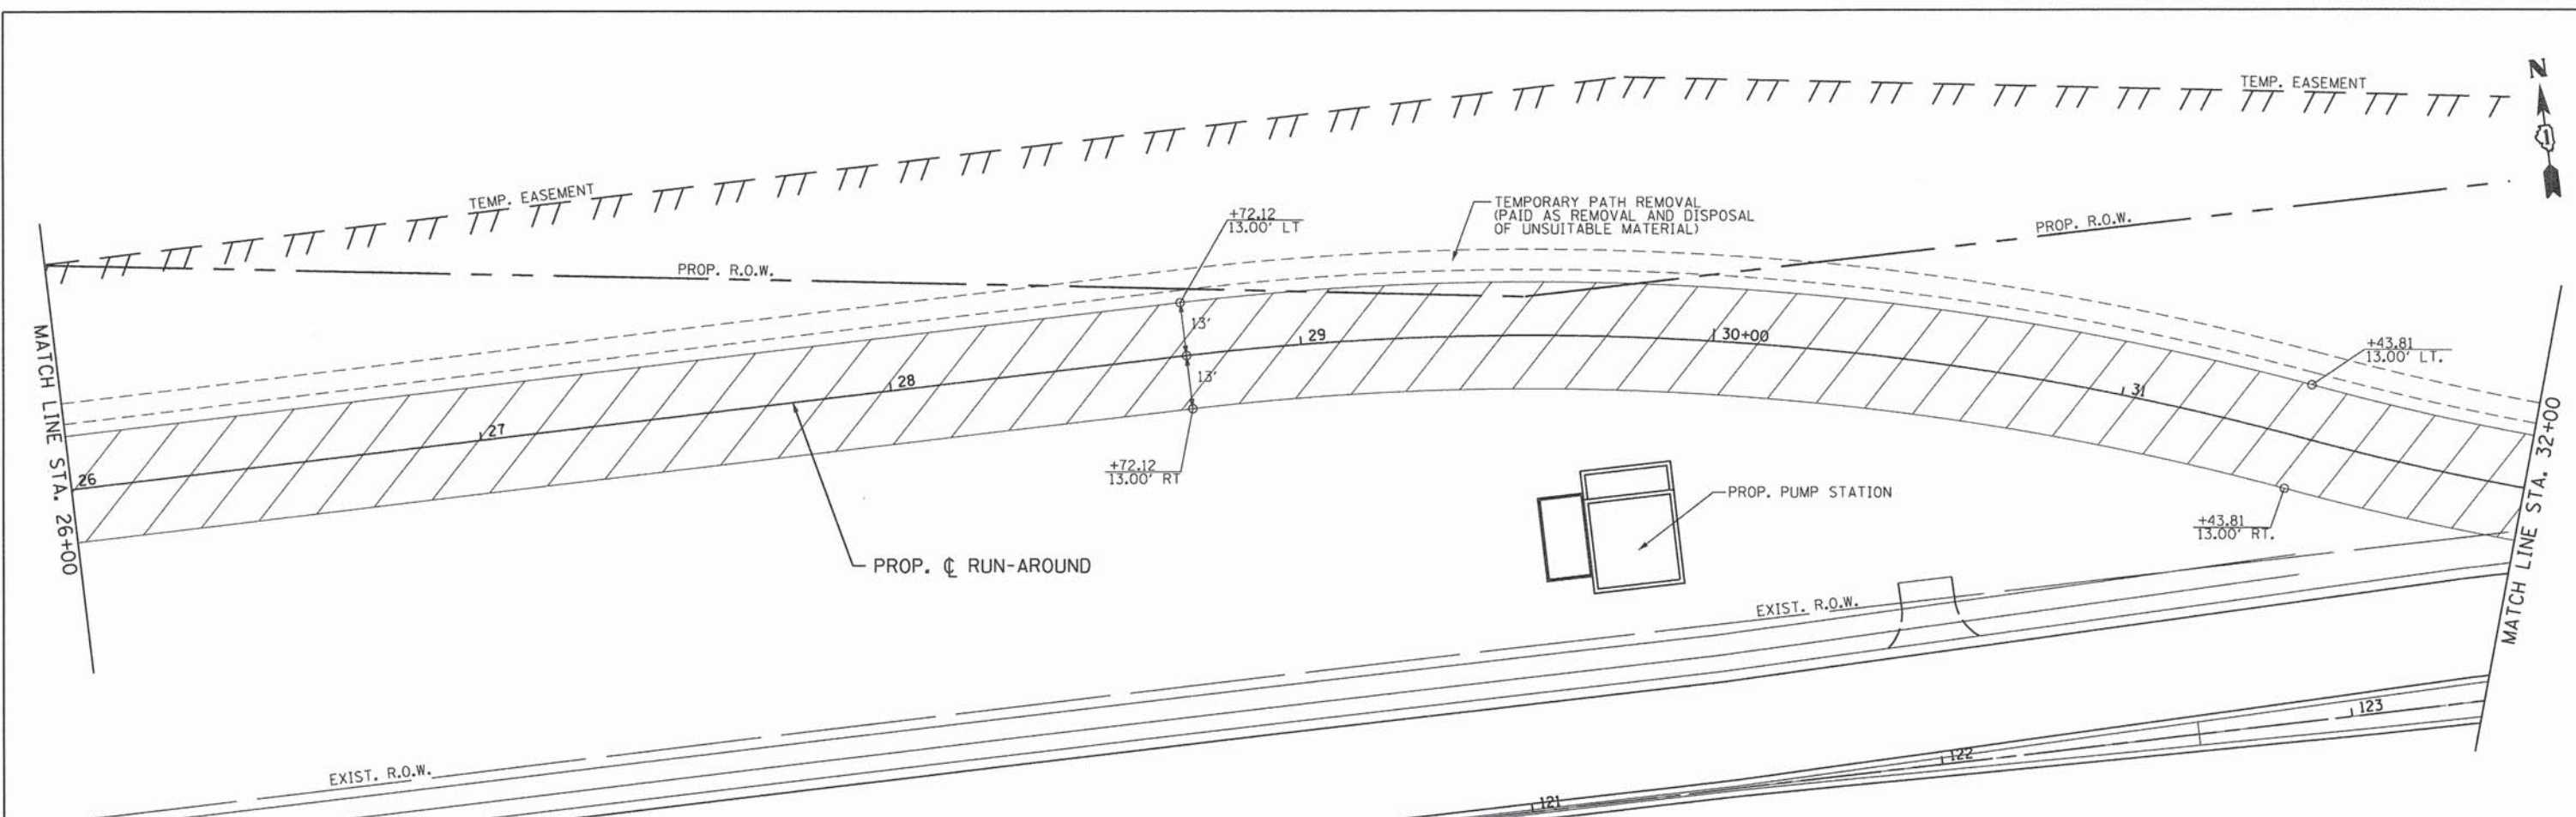 TEMP. EASEMENT
N
TEMP. EASEMENT
+72.12
13.00' LT
TEMPORARY PATH REMOVAL
(PAID AS REMOVAL AND DISPOSAL
OF UNSUITABLE MATERIAL)
PROP. R.O.W.
PROP. R.O.W.
13'
13'
29
30+00
28
31
+43.81
13.00' LT.
27
26
MATCH LINE STA. 26+00
+72.12
13.00' RT
PROP. PUMP STATION
+43.81
13.00' RT.
MATCH LINE STA. 32+00
PROP. ℄ RUN-AROUND
EXIST. R.O.W.
EXIST. R.O.W.
123
122
121